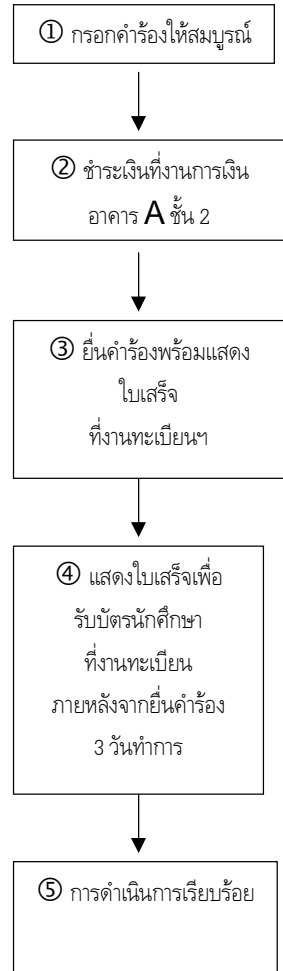 ① กรอกคำร้องให้สมบูรณ์
② ชำระเงินที่งานการเงิน
อาคาร A ชั้น 2
③ ยื่นคำร้องพร้อมแสดง
ใบเสร็จ
ที่งานทะเบียนฯ
④ แสดงใบเสร็จเพื่อ
รับบัตรนักศึกษา
ที่งานทะเบียน
ภายหลังจากยื่นคำร้อง
3 วันทำการ
⑤ การดำเนินการเรียบร้อย